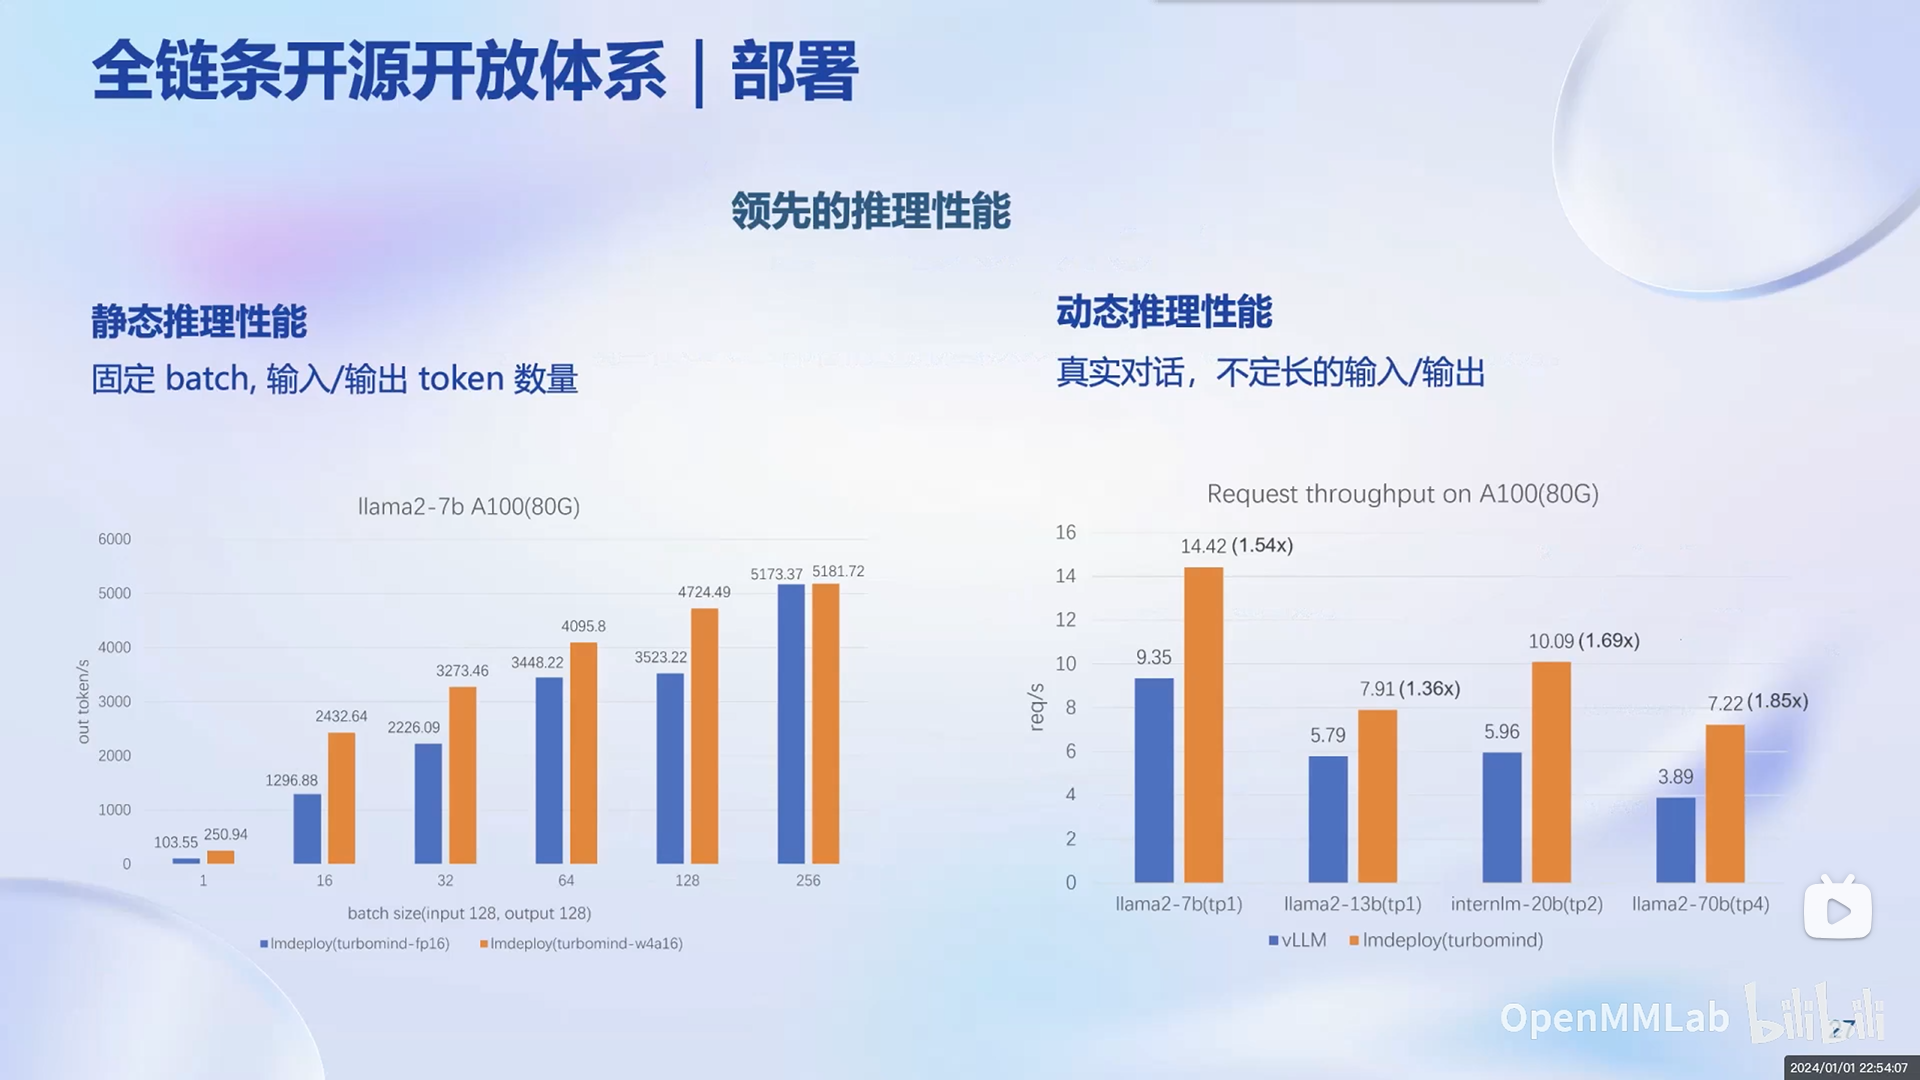 全链条开源开放体系｜部署
领先的推理性能
静态推理性能
固定 batch, 输入/输出 token 数量
llama2-7b A100(80G)
6000
5000
4000
3000
2000
1000
0
out token/s
103.55 250.94
1296.88 2432.64
2226.09 3273.46
3448.22 4095.8
3523.22 4724.49
5173.37 5181.72
1 16 32 64 128 256
batch size(input 128, output 128)
lmdeploy(turbomind-fp16) lmdeploy(turbomind-w4a16)
动态推理性能
真实对话，不定长的输入/输出
Request throughput on A100(80G)
16
14
12
10
8
6
4
2
0
req/s
9.35 14.42 (1.54x)
5.79 7.91 (1.36x)
5.96 10.09 (1.69x)
3.89 7.22 (1.85x)
llama2-7b(tp1) llama2-13b(tp1) internlm-20b(tp2) llama2-70b(tp4)
vLLM lmdeploy(turbomind)
OpenMMLab bilibili
27
2024/01/01 22:54:07